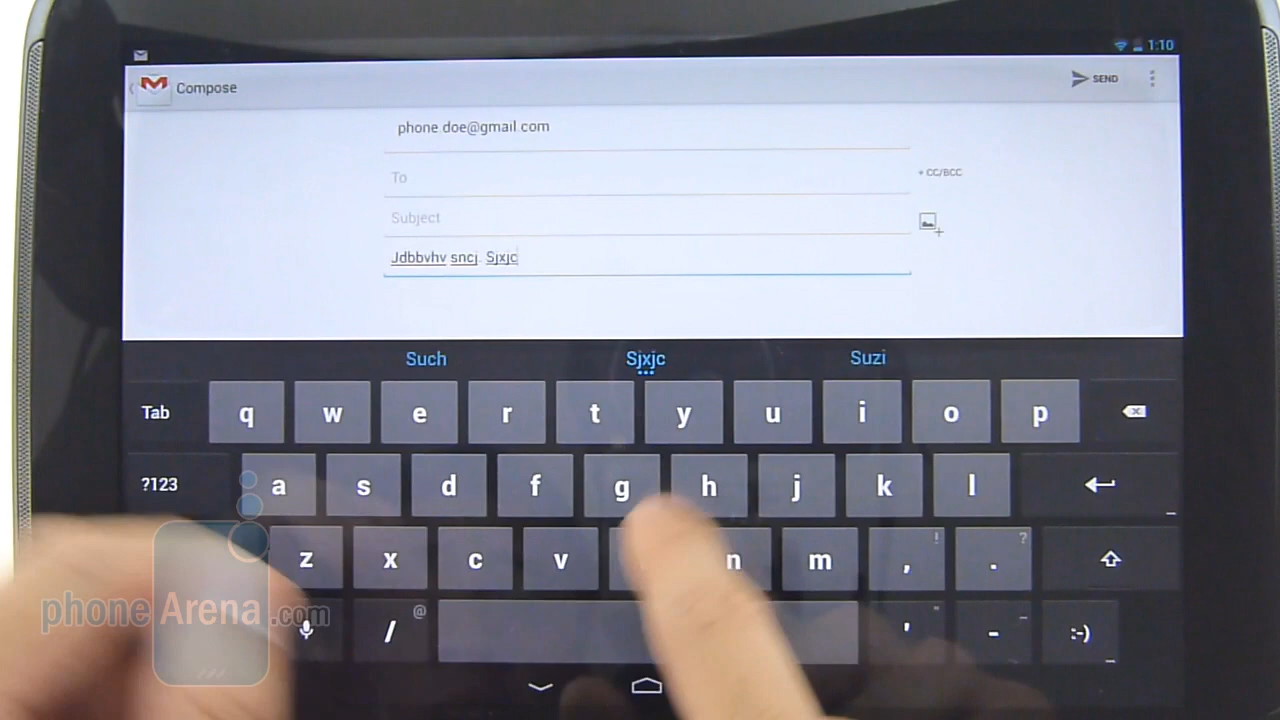 1:10
Compose
SEND
phone.doe@gmail.com
To
+ CC/BCC
Subject
Jdbbvhv sncj. Sjxjc
Such Sjxjc Suzi
Tab q w e r t y u i o p
?123 a s d f g h j k l
z x c v n m , ! . ?
/ @ ' " - _ :-)
phoneArena.com